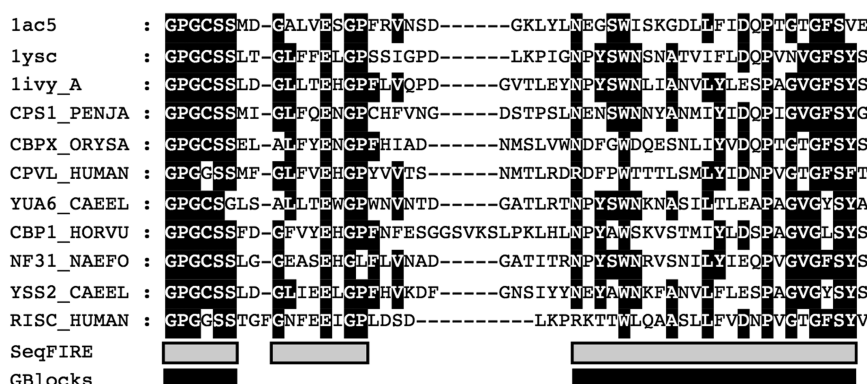 1ac5 : GPGCSSMD-GALVESGPFRVNSD------GKLYLNEGSWISKGDLLFIDQPTGTGFSVE
1ysc : GPGCSSLT-GLFFELGPSSIGPD------LKPIGNPYSWNSNATVIFLDQPVNVGFSYS
1ivy_A : GPGCSSLD-GLLTEHGPFLVQPD-----GVTLEYNPYSWNLIANVLYLESPAGVGFSYS
CPS1_PENJA : GPGCSSMI-GLFQENGPCHFVNG-----DSTPSLNENSWNNYANMIYIDQPIGVGFSYG
CBPX_ORYSA : GPGCSSEL-ALFYENGPFHIAD------NMSLVWNDFGWDQESNLIYVDQPTGTGFSYS
CPVL_HUMAN : GPGGSSMF-GLFVEHGPYVVTS------NMTLRDRDFPWTTTLSMLYIDNPVGTGFSFT
YUA6_CAEEL : GPGCSGLS-ALLTEWGPWNVNTD-----GATLRTNPYSWNKNASILTLEAPAGVGYSYA
CBP1_HORVU : GPGCSSFD-GFVYEHGPFNFESGGSVKSLPKLHLNPYAWSKVSTMIYLDSPAGVGLSYS
NF31_NAEFO : GPGCSSLG-GEASEHGLFLVNAD-----GATITRNPYSWNRVSNILYIEQPVGVGFSYS
YSS2_CAEEL : GPGCSSLD-GLIEELGPFHVKDF-----GNSIYYNEYAWNKFANVLFLESPAGVGYSYS
RISC_HUMAN : GPGGSSTGFGNFEEIGPLDSD----------LKPRKTTWLQAASLLFVDNPVGTGFSYV
SeqFIRE
GBlocks